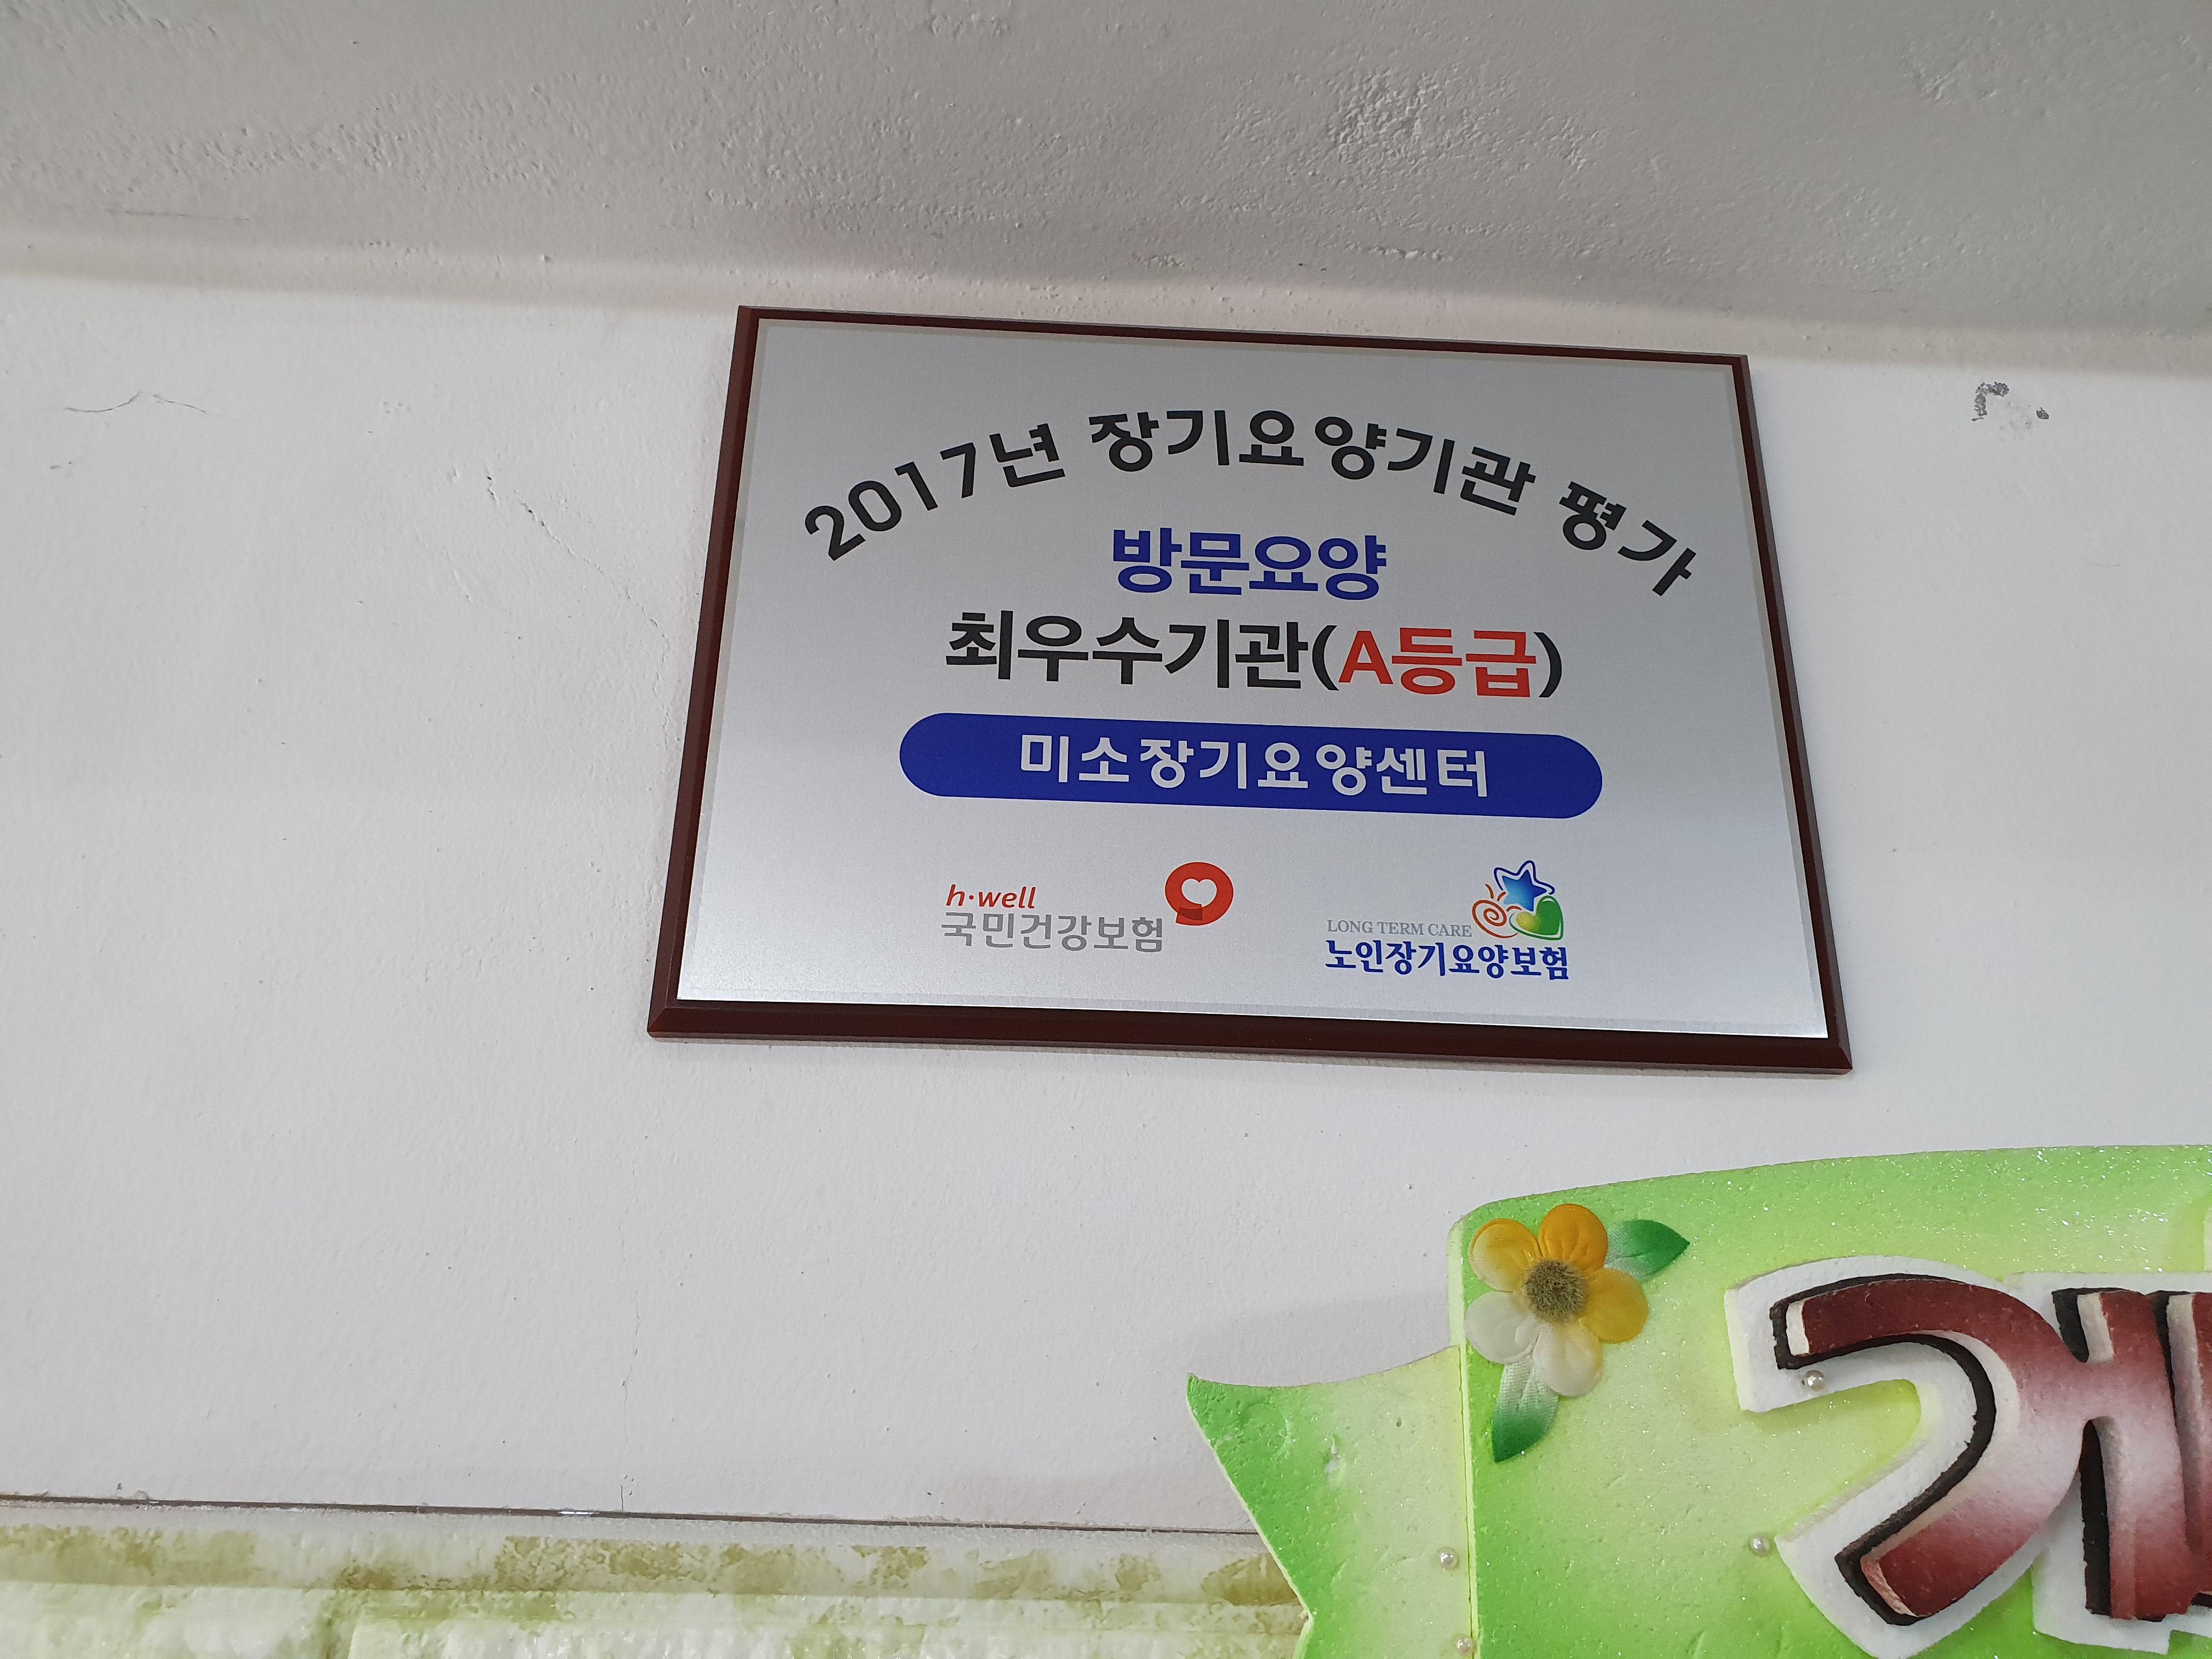 2017년 장기요양기관 평가
방문요양
최우수기관(A등급)
미소장기요양센터
h·well
국민건강보험
LONG TERM CARE
노인장기요양보험